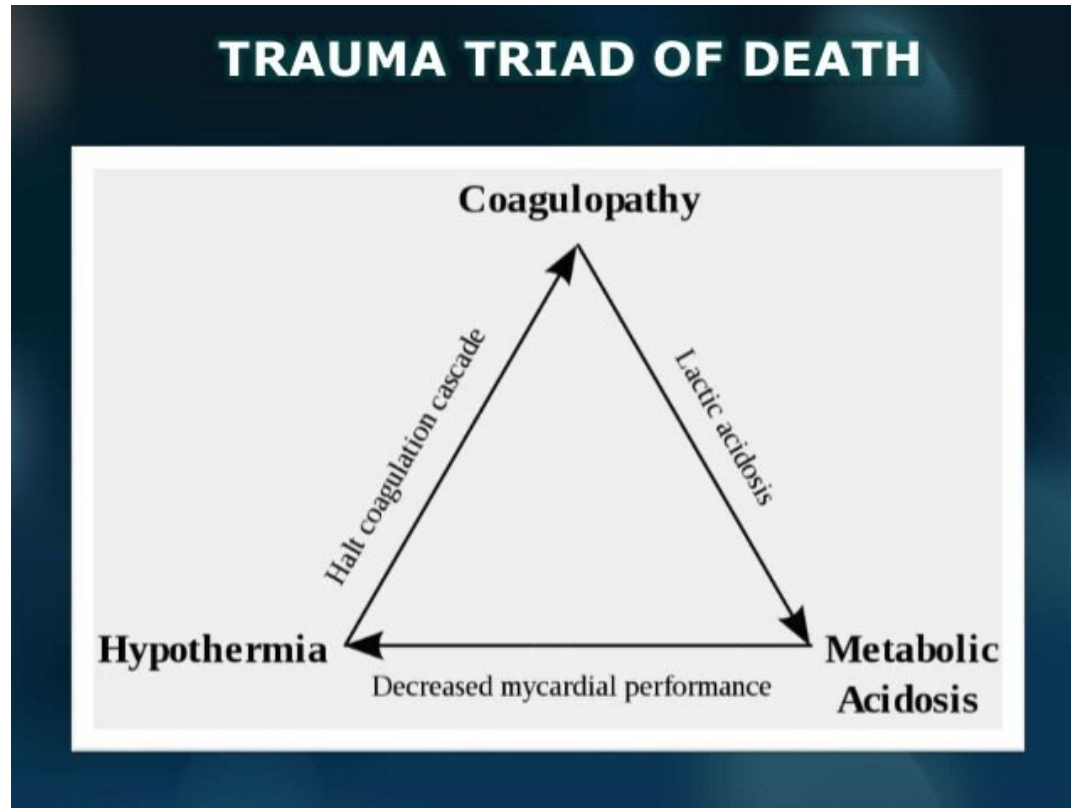 TRAUMA TRIAD OF DEATH
Coagulopathy
Halt coagulation cascade
Lactic acidosis
Hypothermia
Decreased mycardial performance
Metabolic
Acidosis